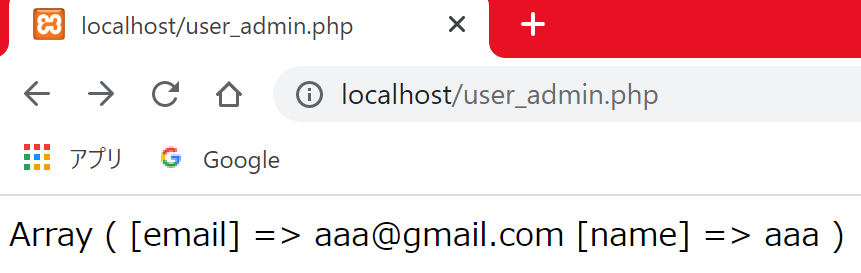 localhost/user_admin.php
localhost/user_admin.php
アプリ Google
Array ( [email] => aaa@gmail.com [name] => aaa )